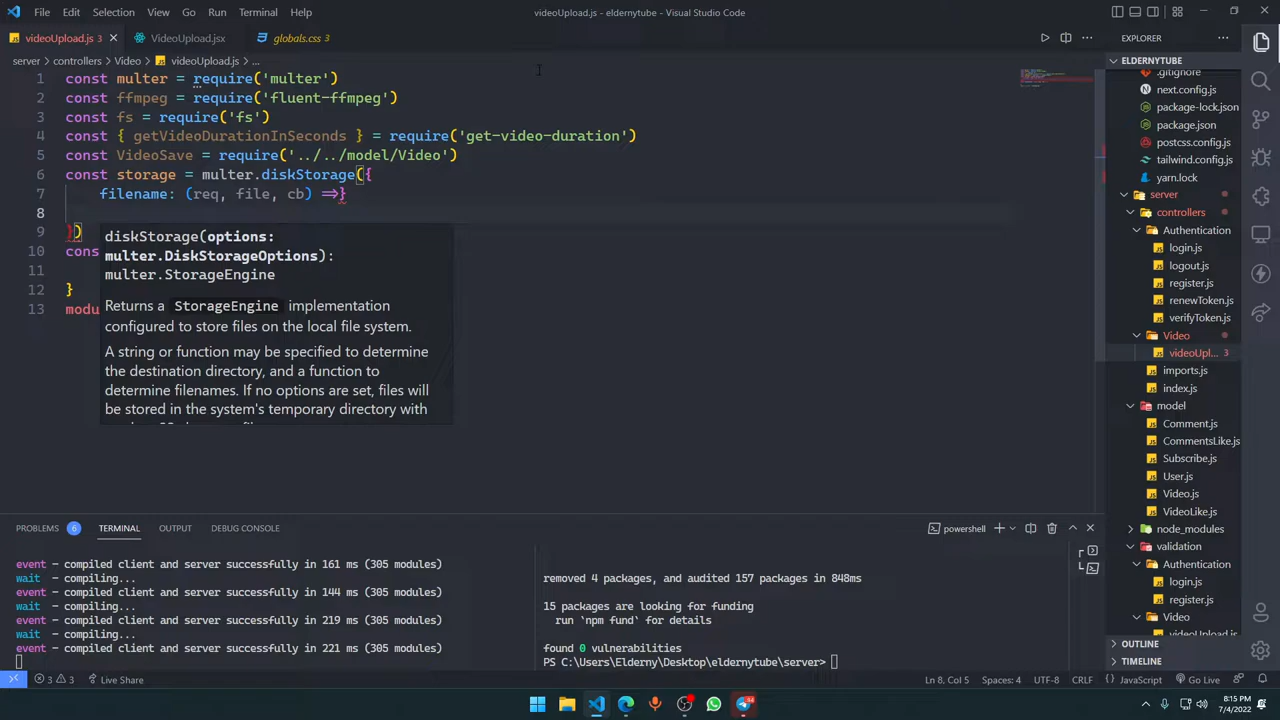 File Edit Selection View Go Run Terminal Help
videoUpload.js - eldernytube - Visual Studio Code
videoUpload.js 3
VideoUpload.jsx
globals.css 3
server > controllers > Video > videoUpload.js > ...
1 const multer = require('multer')
2 const ffmpeg = require('fluent-ffmpeg')
3 const fs = require('fs')
4 const { getVideoDurationInSeconds } = require('get-video-duration')
5 const VideoSave = require('../../model/Video')
6 const storage = multer.diskStorage({
7 filename: (req, file, cb) =>}
8
9 })
10 cons
11
12 }
13 modu
diskStorage(options:
multer.DiskStorageOptions):
multer.StorageEngine
Returns a StorageEngine implementation
configured to store files on the local file system.
A string or function may be specified to determine
the destination directory, and a function to
determine filenames. If no options are set, files will
be stored in the system's temporary directory with
EXPLORER
ELDERNYTUBE
.gitignore
next.config.js
package-lock.json
package.json
postcss.config.js
tailwind.config.js
yarn.lock
server
controllers
Authentication
login.js
logout.js
register.js
renewToken.js
verifyToken.js
Video
videoUpl... 3
imports.js
index.js
model
Comment.js
CommentsLike.js
Subscribe.js
User.js
Video.js
VideoLike.js
node_modules
validation
Authentication
login.js
register.js
Video
videoUpload.js
OUTLINE
TIMELINE
PROBLEMS 6 TERMINAL OUTPUT DEBUG CONSOLE
powershell
event - compiled client and server successfully in 161 ms (305 modules)
wait - compiling...
event - compiled client and server successfully in 144 ms (305 modules)
wait - compiling...
event - compiled client and server successfully in 219 ms (305 modules)
wait - compiling...
event - compiled client and server successfully in 221 ms (305 modules)
removed 4 packages, and audited 157 packages in 848ms
15 packages are looking for funding
run `npm fund` for details
found 0 vulnerabilities
PS C:\Users\Elderny\Desktop\eldernytube\server>
3 3 Live Share
Ln 8, Col 5 Spaces: 4 UTF-8 CRLF JavaScript Go Live
8:15 PM
7/4/2022